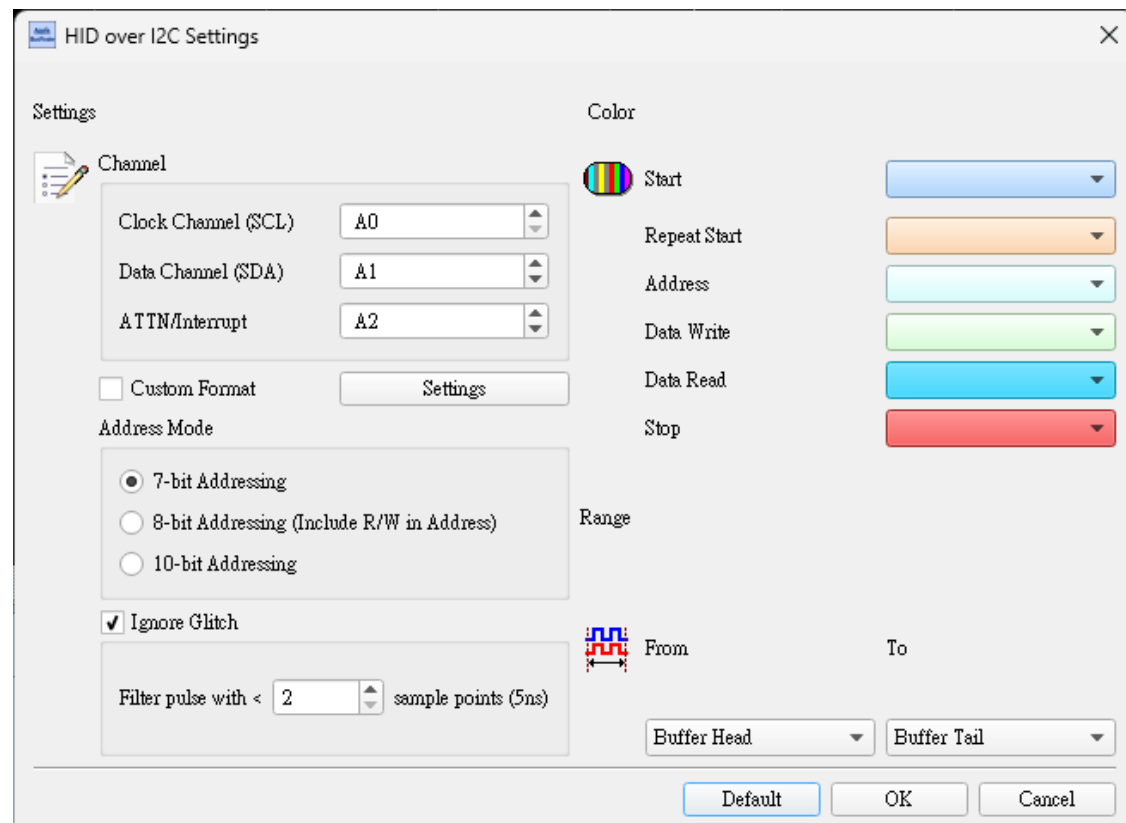 HID over I2C Settings
Settings
Color
Channel
Clock Channel (SCL) A0
Data Channel (SDA) A1
ATTN/Interrupt A2
Custom Format Settings
Address Mode
7-bit Addressing
8-bit Addressing (Include R/W in Address)
10-bit Addressing
Ignore Glitch
Filter pulse with < 2 sample points (5ns)
Start
Repeat Start
Address
Data Write
Data Read
Stop
Range
From To
Buffer Head Buffer Tail
Default OK Cancel